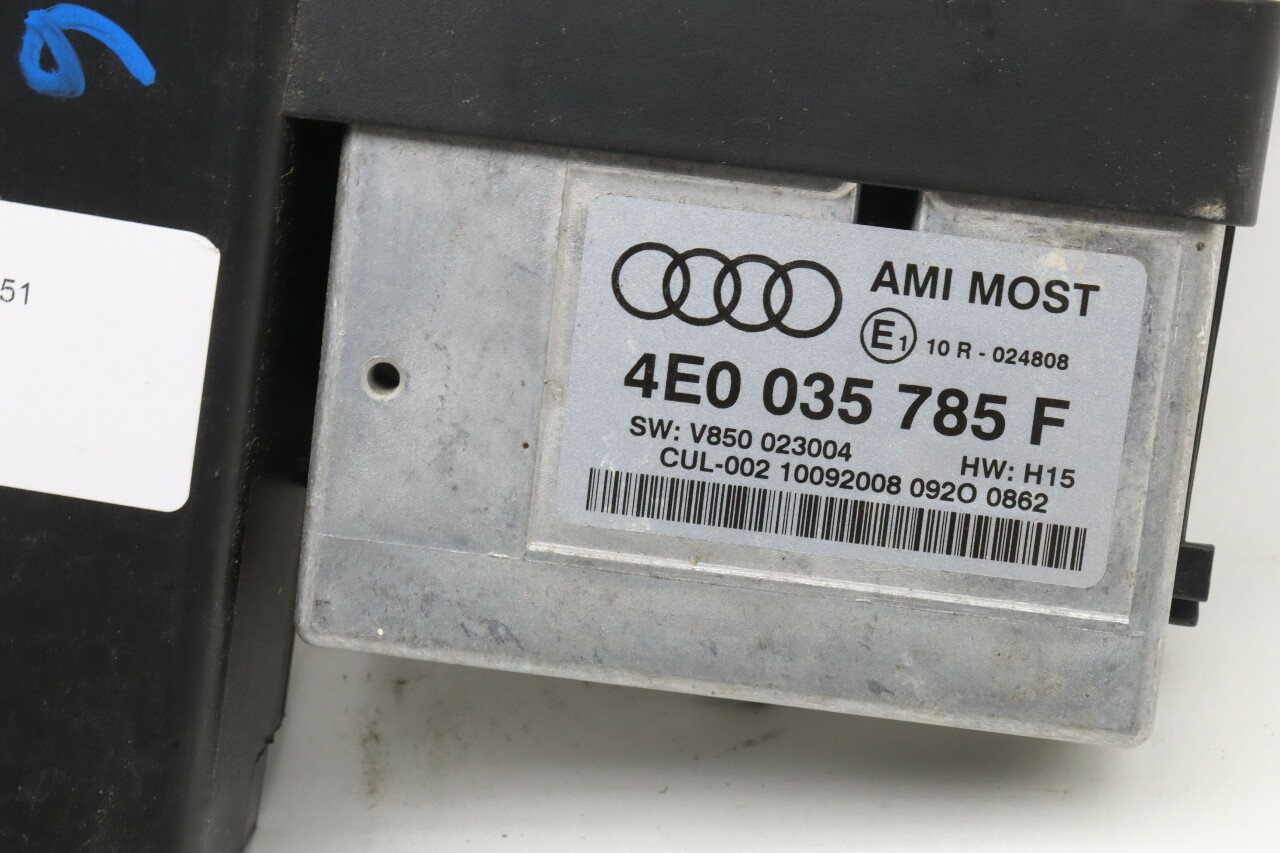 6
51
AMI MOST
E1 10 R - 024808
4E0 035 785 F
SW: V850 023004 HW: H15
CUL-002 10092008 092O 0862